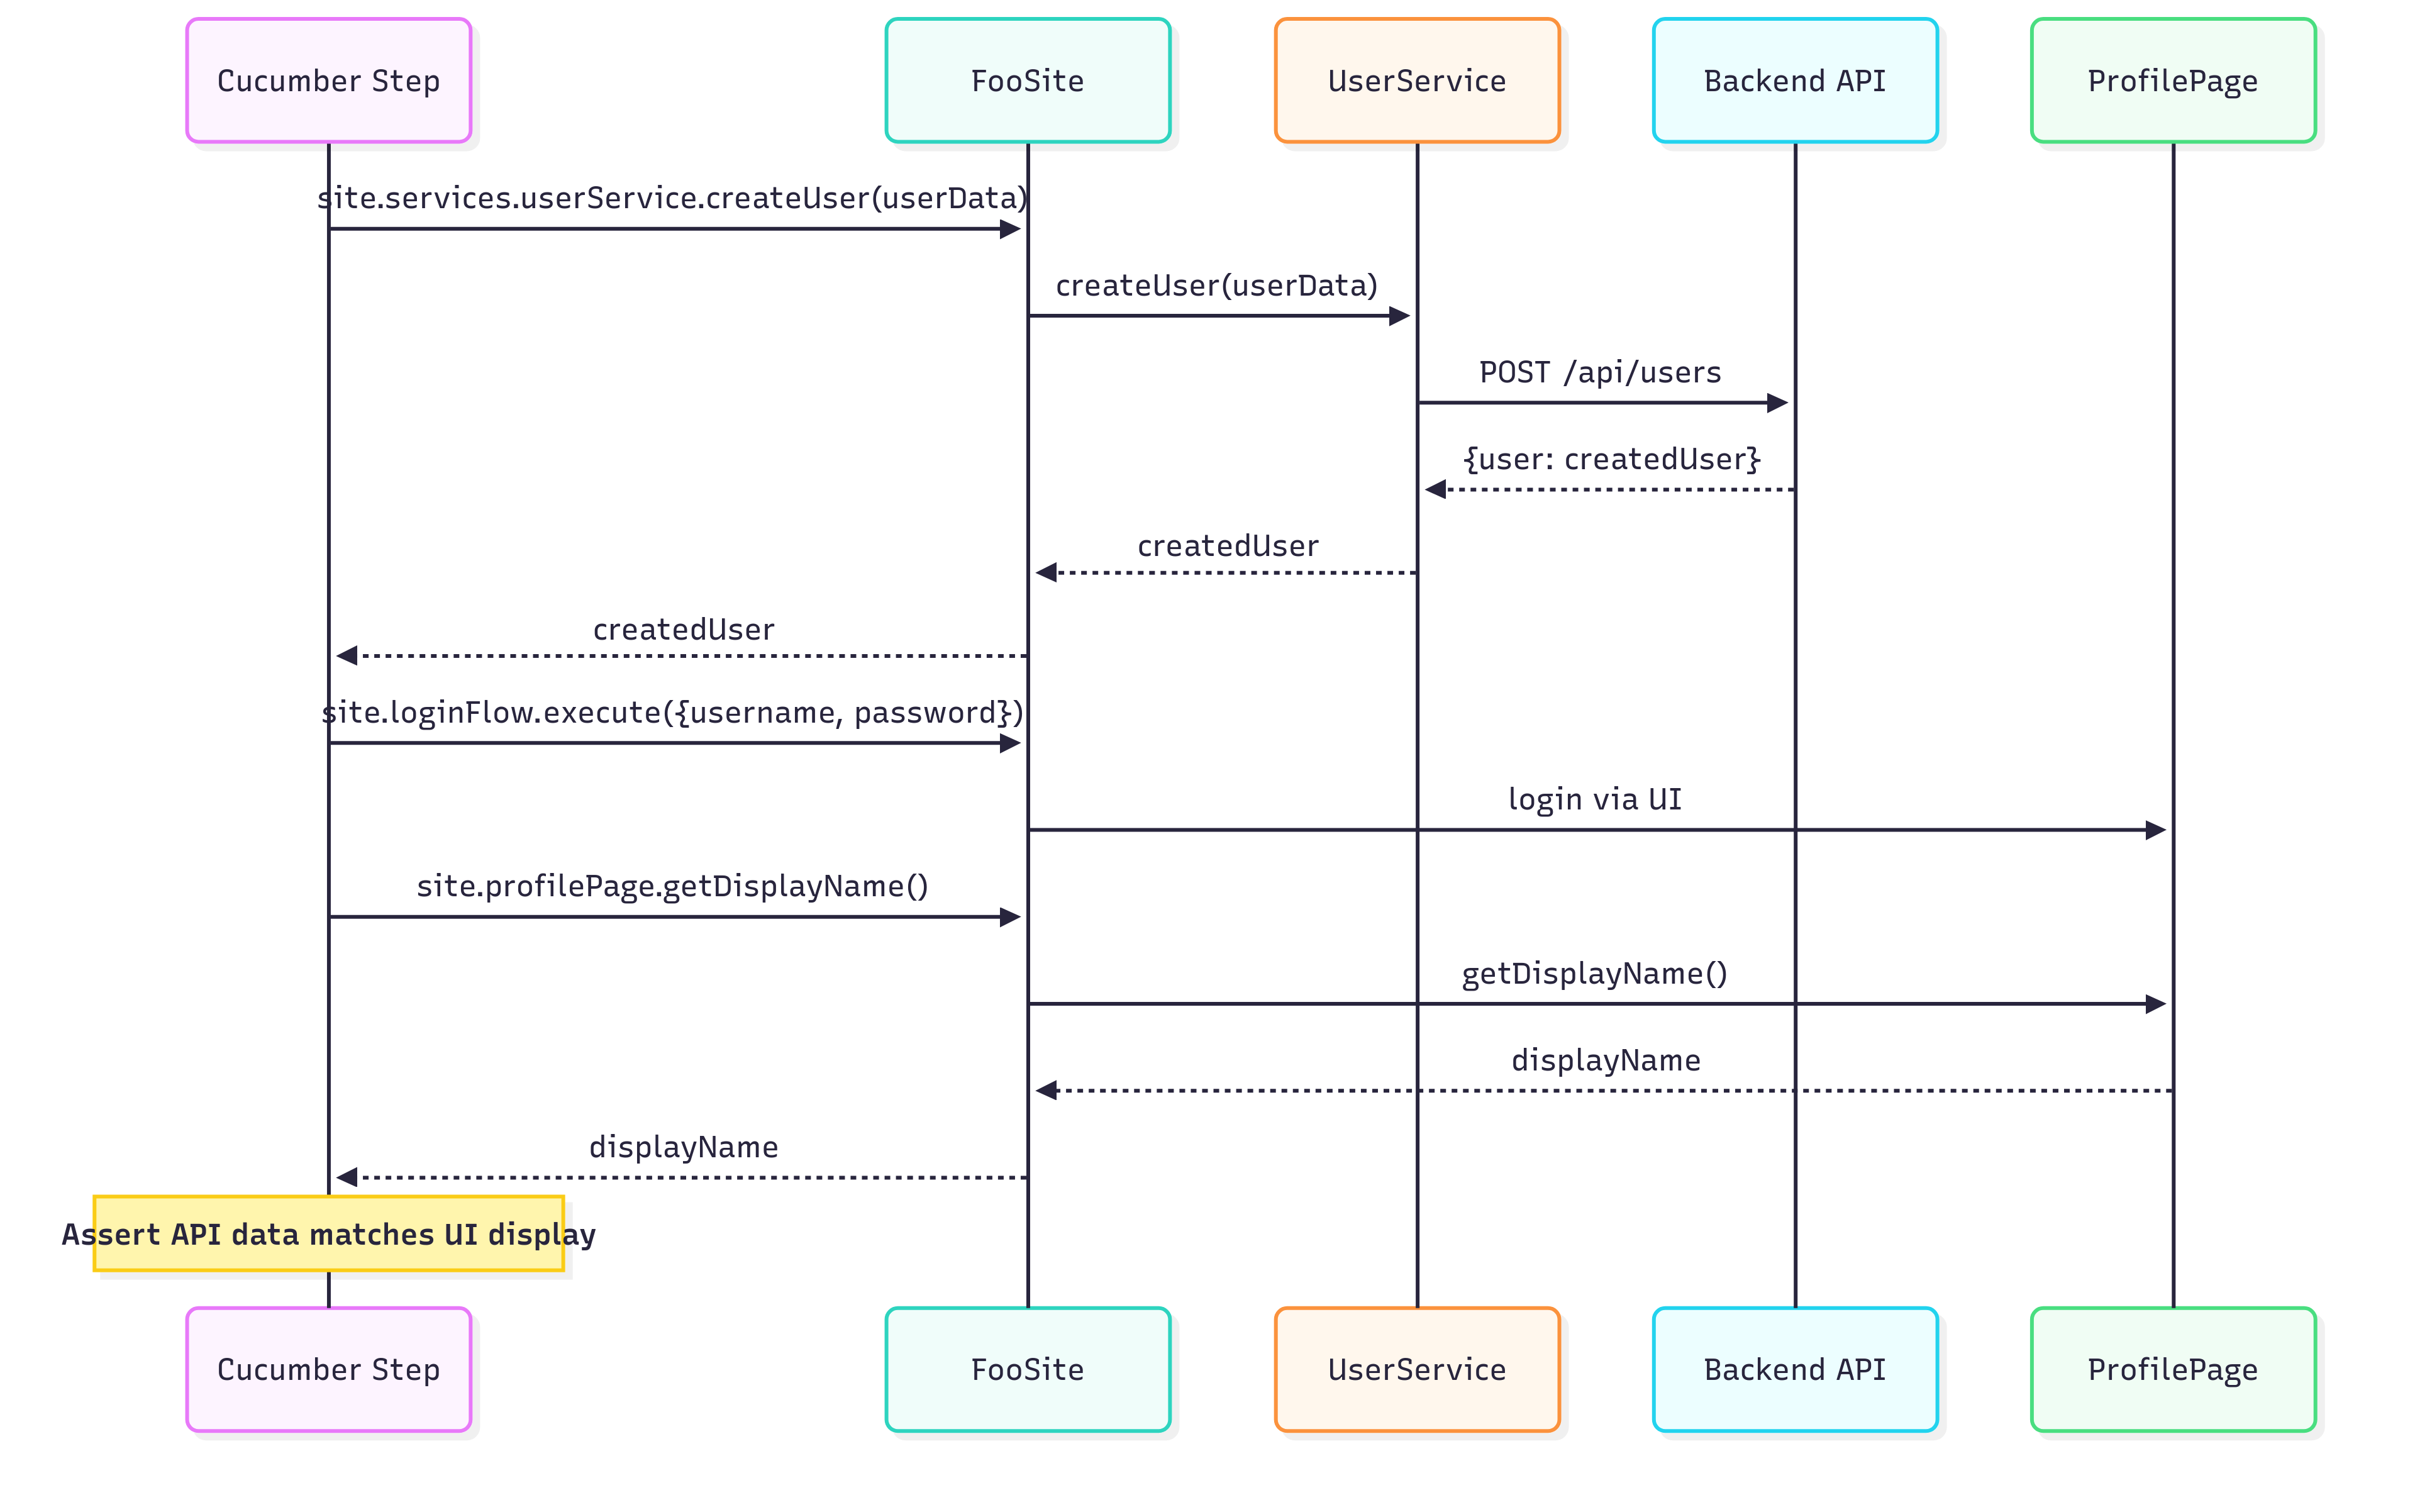 Cucumber Step
FooSite
UserService
Backend API
ProfilePage
site.services.userService.createUser(userData)
createUser(userData)
POST /api/users
{user: createdUser}
createdUser
createdUser
site.loginFlow.execute({username, password})
login via UI
site.profilePage.getDisplayName()
getDisplayName()
displayName
displayName
Assert API data matches UI display
Cucumber Step
FooSite
UserService
Backend API
ProfilePage